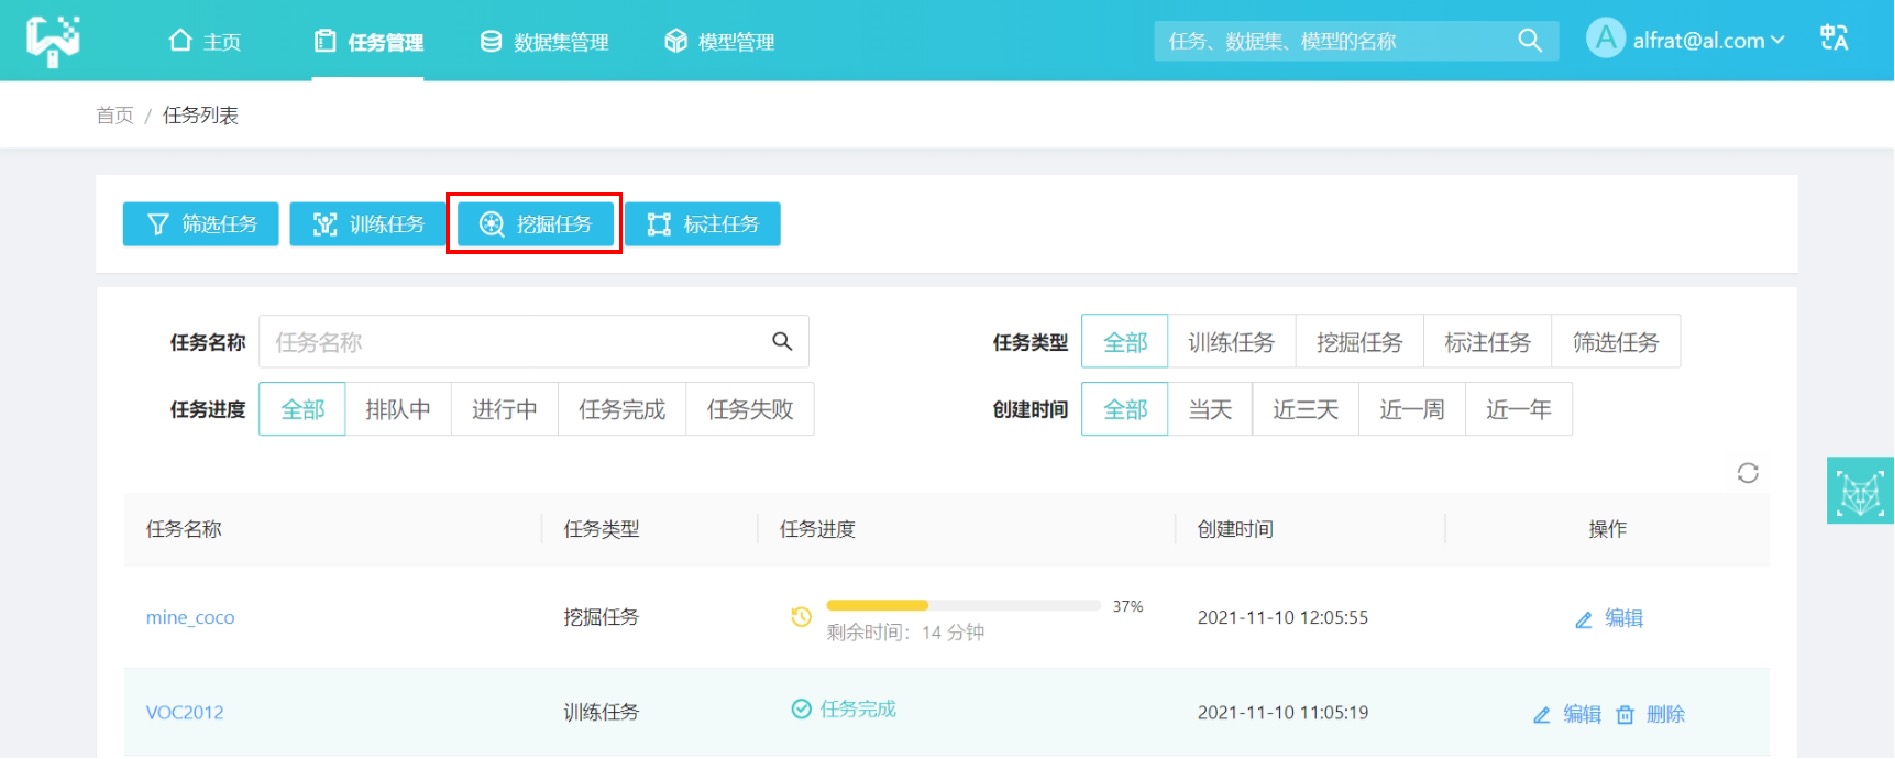 主页 任务管理 数据集管理 模型管理 任务、数据集、模型的名称 A alfrat@al.com 中A
首页 / 任务列表
筛选任务 训练任务 挖掘任务 标注任务
任务名称 任务名称 任务类型 全部 训练任务 挖掘任务 标注任务 筛选任务
任务进度 全部 排队中 进行中 任务完成 任务失败 创建时间 全部 当天 近三天 近一周 近一年
任务名称 任务类型 任务进度 创建时间 操作
mine_coco 挖掘任务 37% 2021-11-10 12:05:55 编辑
剩余时间：14 分钟
VOC2012 训练任务 任务完成 2021-11-10 11:05:19 编辑 删除